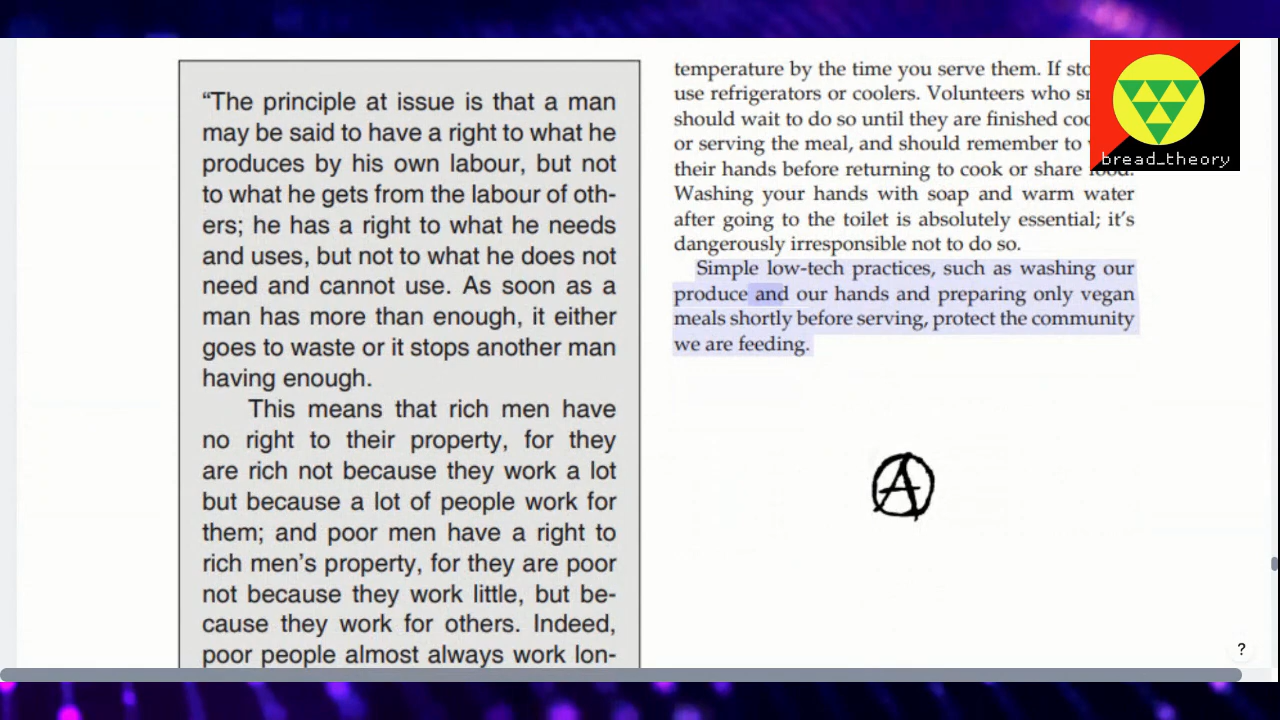 “The principle at issue is that a man
may be said to have a right to what he
produces by his own labour, but not
to what he gets from the labour of oth-
ers; he has a right to what he needs
and uses, but not to what he does not
need and cannot use. As soon as a
man has more than enough, it either
goes to waste or it stops another man
having enough.
This means that rich men have
no right to their property, for they
are rich not because they work a lot
but because a lot of people work for
them; and poor men have a right to
rich men’s property, for they are poor
not because they work little, but be-
cause they work for others. Indeed,
poor people almost always work lon-
temperature by the time you serve them. If
use refrigerators or coolers. Volunteers who
should wait to do so until they are finished
or serving the meal, and should remember to
their hands before returning to cook or share food.
Washing your hands with soap and warm water
after going to the toilet is absolutely essential; it’s
dangerously irresponsible not to do so.
Simple low-tech practices, such as washing our
produce and our hands and preparing only vegan
meals shortly before serving, protect the community
we are feeding.
A
bread_theory
?